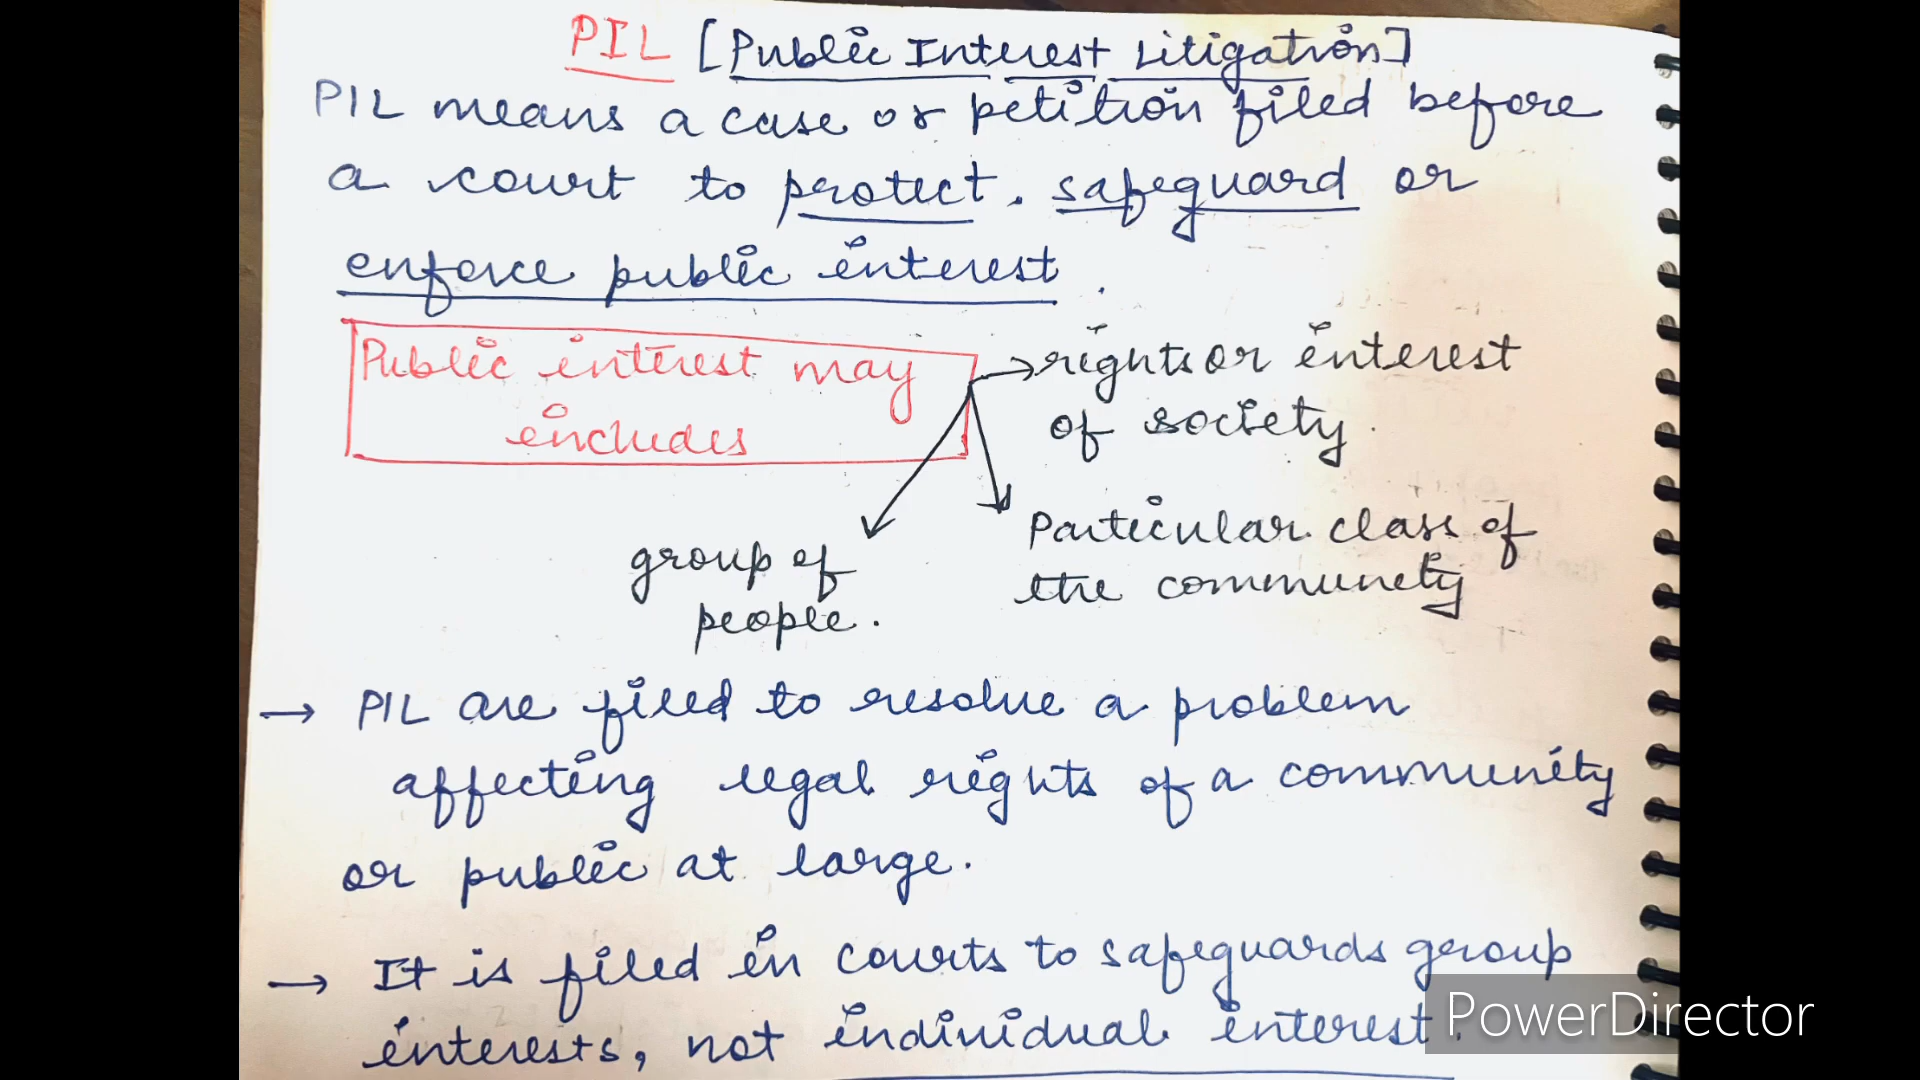 PIL [Public Interest Litigation]
PIL means a case or petition filed before
a court to protect. safeguard or
enforce public interest.
Public interest may
includes
→ rights or interest
of society.
group of
people.
Particular class of
the community
→ PIL are filed to resolve a problem
affecting legal rights of a community
or public at large.
→ It is filed in courts to safeguards group
interests, not individual interest.
PowerDirector